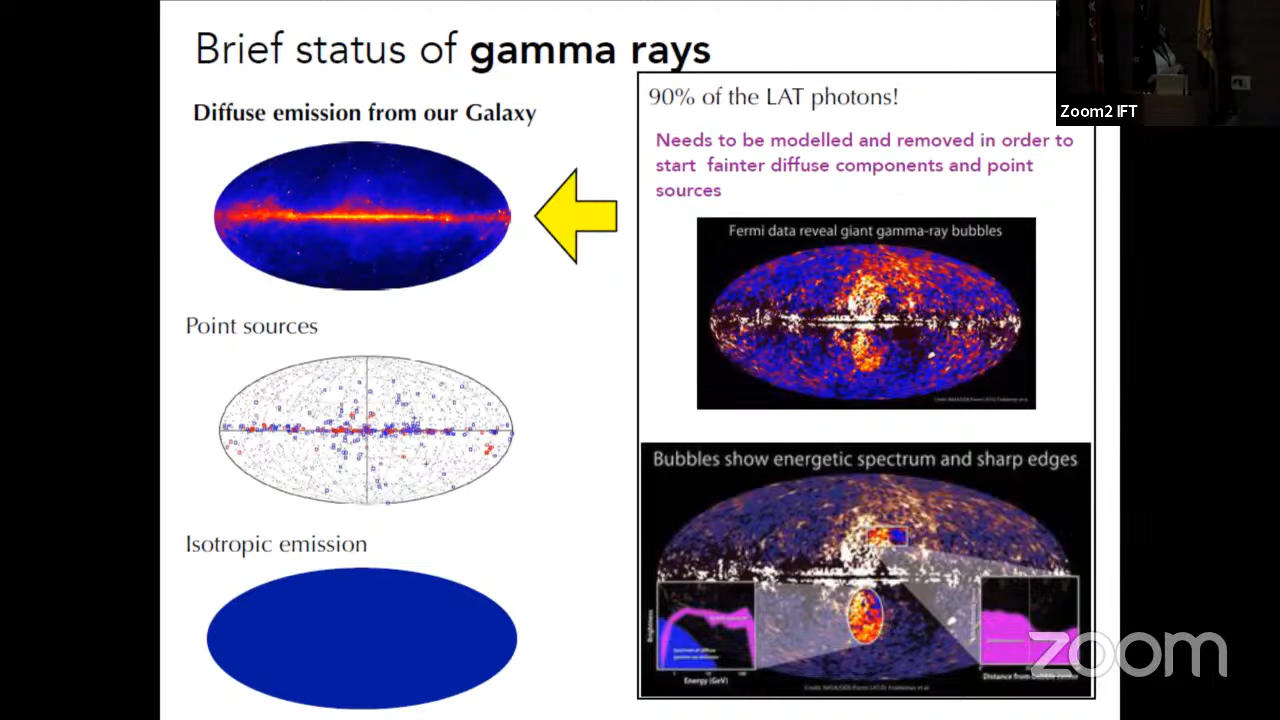 Brief status of gamma rays
Diffuse emission from our Galaxy
Point sources
Isotropic emission
90% of the LAT photons!
Needs to be modelled and removed in order to
start fainter diffuse components and point
sources
Fermi data reveal giant gamma-ray bubbles
Bubbles show energetic spectrum and sharp edges
Energy (GeV)
Distance from
Zoom2 IFT
zoom